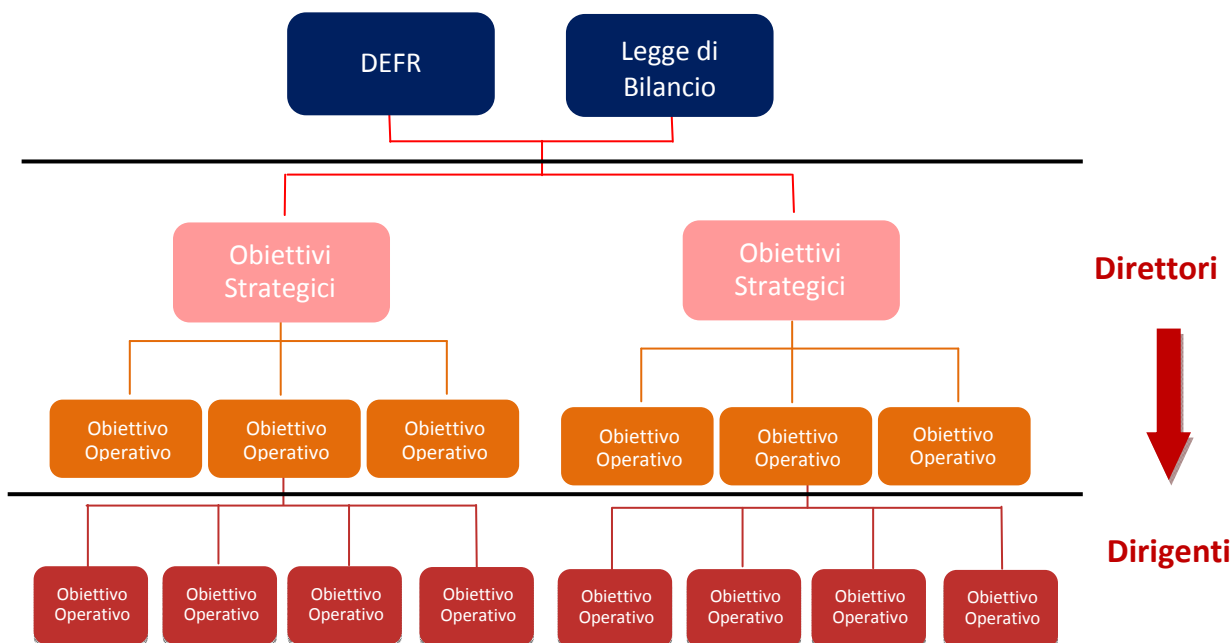 DEFR
Legge di
Bilancio
Obiettivi
Strategici
Obiettivi
Strategici
Direttori
Obiettivo
Operativo
Obiettivo
Operativo
Obiettivo
Operativo
Obiettivo
Operativo
Obiettivo
Operativo
Obiettivo
Operativo
Dirigenti
Obiettivo
Operativo
Obiettivo
Operativo
Obiettivo
Operativo
Obiettivo
Operativo
Obiettivo
Operativo
Obiettivo
Operativo
Obiettivo
Operativo
Obiettivo
Operativo